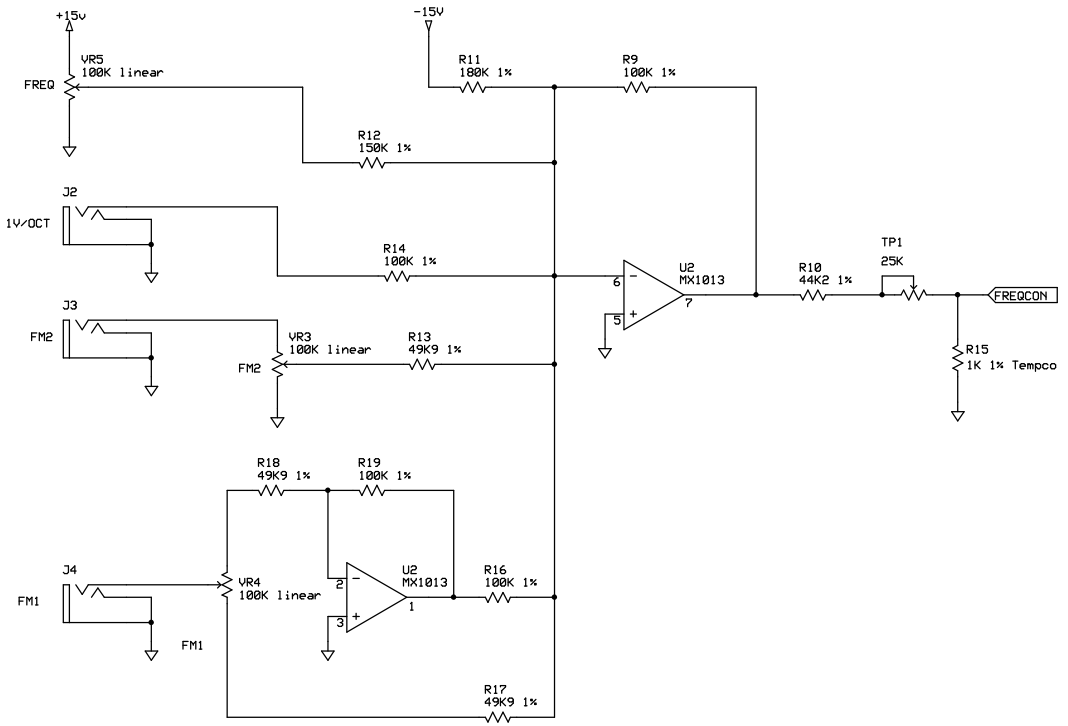 +15v
-15V
VR5
100K linear
FREQ
R11
180K 1%
R9
100K 1%
R12
150K 1%
J2
1V/OCT
R14
100K 1%
TP1
25K
U2
MX1013
6
-
5
+
7
R10
44K2 1%
FREQCON
J3
FM2
VR3
100K linear
FM2
R13
49K9 1%
R15
1K 1% Tempco
R18
49K9 1%
R19
100K 1%
J4
FM1
VR4
100K linear
FM1
U2
MX1013
2
-
3
+
1
R16
100K 1%
R17
49K9 1%